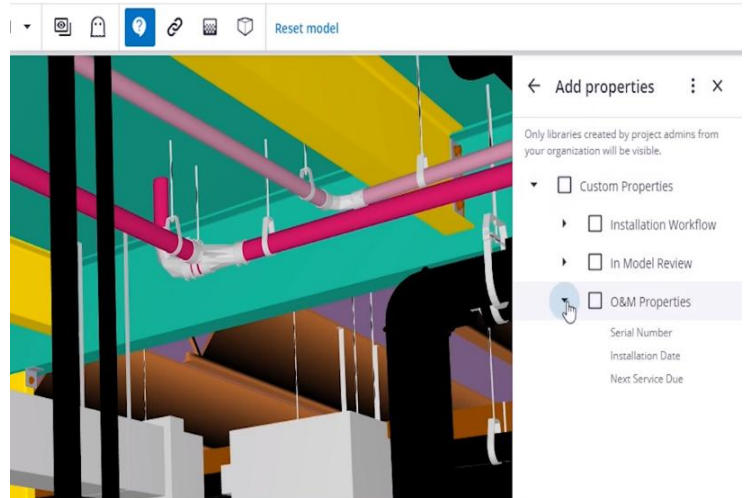 Reset model
Add properties
Only libraries created by project admins from
your organization will be visible.
Custom Properties
Installation Workflow
In Model Review
O&M Properties
Serial Number
Installation Date
Next Service Due